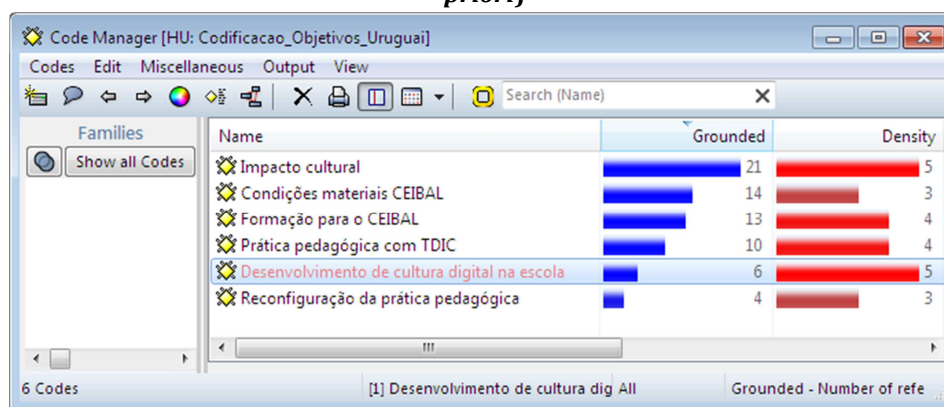 Code Manager [HU: Codificacao_Objetivos_Uruguai]
Codes Edit Miscellaneous Output View
Search (Name)
Families
Show all Codes
Name Grounded Density
Impacto cultural 21 5
Condições materiais CEIBAL 14 3
Formação para o CEIBAL 13 4
Prática pedagógica com TDIC 10 4
Desenvolvimento de cultura digital na escola 6 5
Reconfiguração da prática pedagógica 4 3
6 Codes [1] Desenvolvimento de cultura dig All Grounded - Number of refe